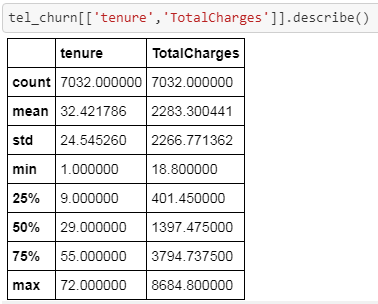 tel_churn[['tenure','TotalCharges']].describe()
tenure TotalCharges
count 7032.000000 7032.000000
mean 32.421786 2283.300441
std 24.545260 2266.771362
min 1.000000 18.800000
25% 9.000000 401.450000
50% 29.000000 1397.475000
75% 55.000000 3794.737500
max 72.000000 8684.800000